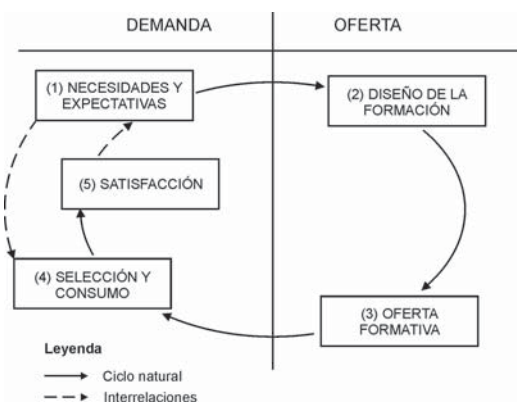 DEMANDA
OFERTA
(1) NECESIDADES Y
EXPECTATIVAS
(2) DISEÑO DE LA
FORMACIÓN
(5) SATISFACCIÓN
(4) SELECCIÓN Y
CONSUMO
(3) OFERTA
FORMATIVA
Leyenda
Ciclo natural
Interrelaciones